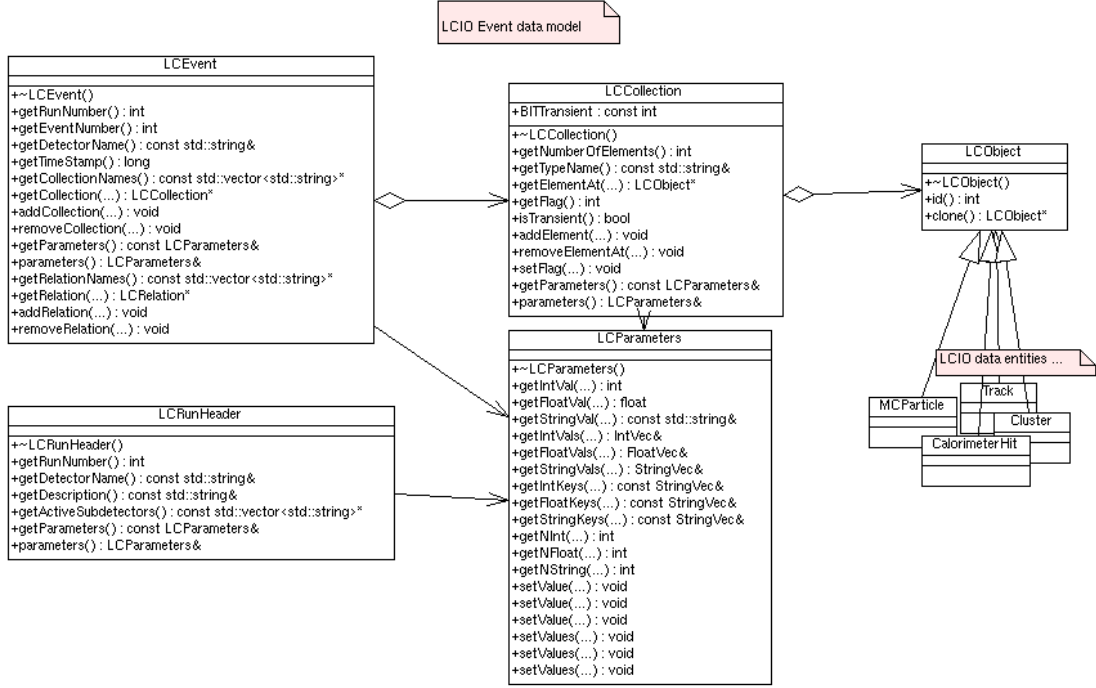 LCIO Event data model
LCEvent
+~LCEvent()
+getRunNumber() : int
+getEventNumber() : int
+getDetectorName() : const std::string&
+getTimeStamp() : long
+getCollectionNames() : const std::vector<std::string>*
+getCollection(...) : LCCollection*
+addCollection(...) : void
+removeCollection(...) : void
+getParameters() : const LCParameters&
+parameters() : LCParameters&
+getRelationNames() : const std::vector<std::string>*
+getRelation(...) : LCRelation*
+addRelation(...) : void
+removeRelation(...) : void
LCCollection
+BITTransient : const int
+~LCCollection()
+getNumberOfElements() : int
+getTypeName() : const std::string&
+getElementAt(...) : LCObject*
+getFlag() : int
+isTransient() : bool
+addElement(...) : void
+removeElementAt(...) : void
+setFlag(...) : void
+getParameters() : const LCParameters&
+parameters() : LCParameters&
LCObject
+~LCObject()
+id() : int
+clone() : LCObject*
LCIO data entities ...
Track
MCParticle
Cluster
CalorimeterHit
LCRunHeader
+~LCRunHeader()
+getRunNumber() : int
+getDetectorName() : const std::string&
+getDescription() : const std::string&
+getActiveSubdetectors() : const std::vector<std::string>*
+getParameters() : const LCParameters&
+parameters() : LCParameters&
LCParameters
+~LCParameters()
+getIntVal(...) : int
+getFloatVal(...) : float
+getStringVal(...) : const std::string&
+getIntVals(...) : IntVec&
+getFloatVals(...) : FloatVec&
+getStringVals(...) : StringVec&
+getIntKeys(...) : const StringVec&
+getFloatKeys(...) : const StringVec&
+getStringKeys(...) : const StringVec&
+getNInt(...) : int
+getNFloat(...) : int
+getNString(...) : int
+setValue(...) : void
+setValue(...) : void
+setValue(...) : void
+setValues(...) : void
+setValues(...) : void
+setValues(...) : void